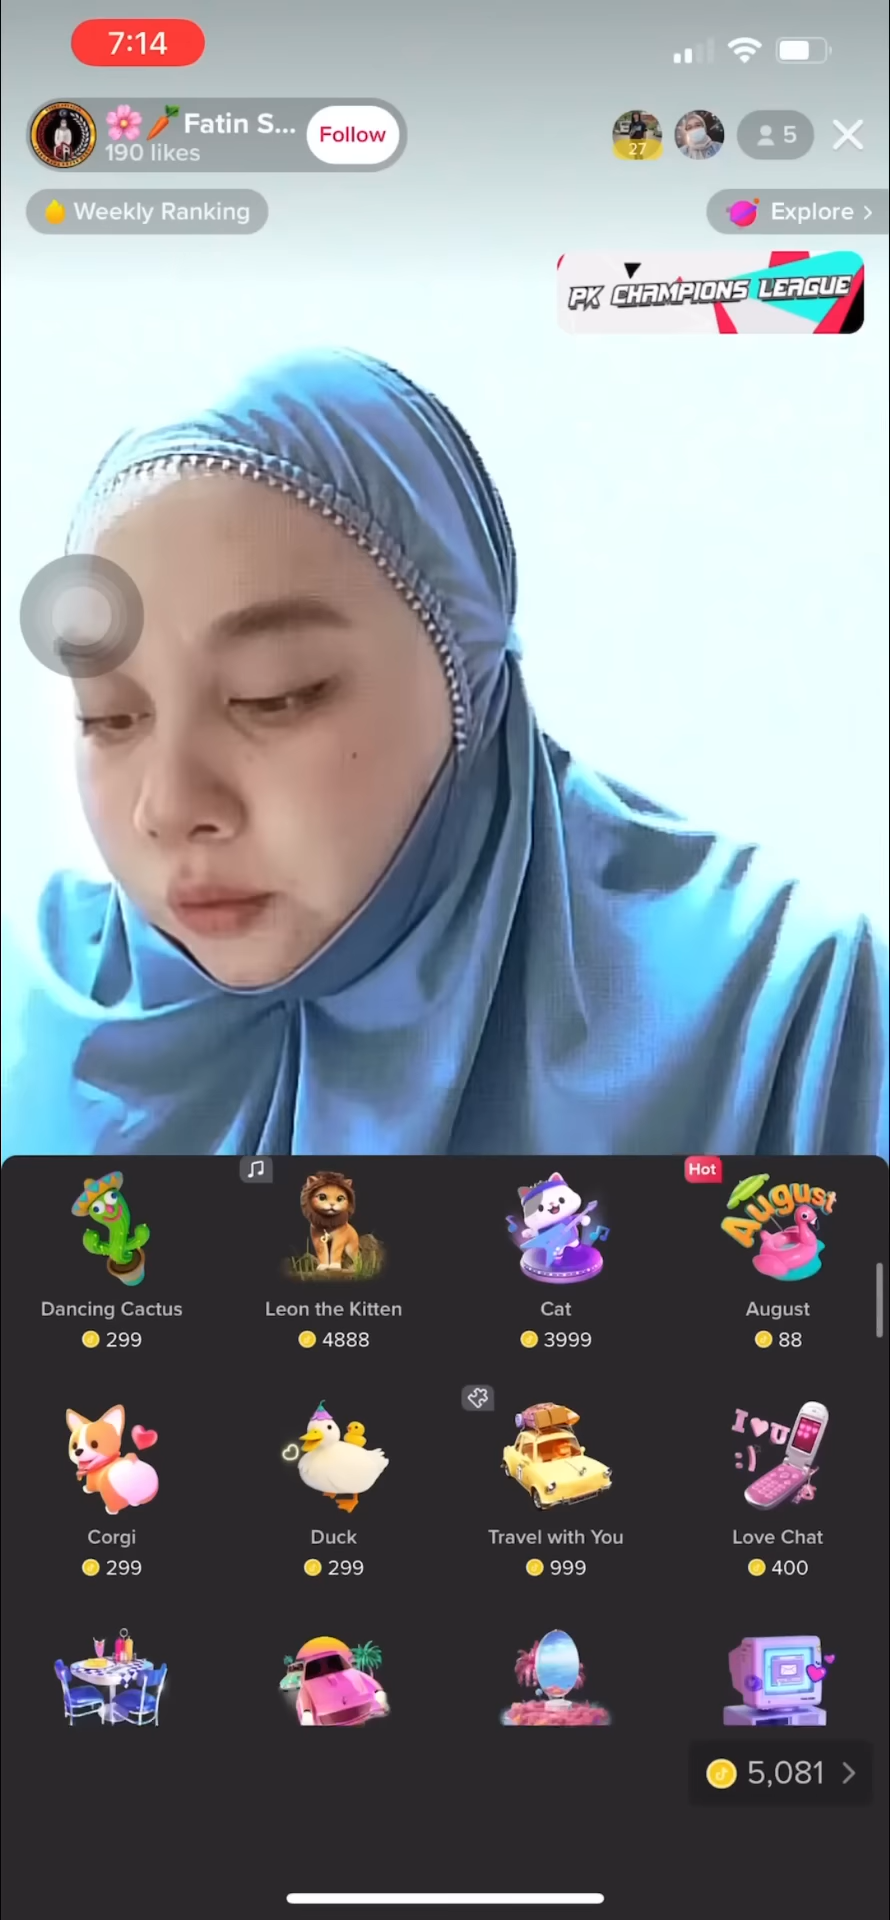 7:14
Fatin S...
190 likes
Follow
27
5
Weekly Ranking
Explore >
PK CHAMPIONS LEAGUE
Hot
August
Dancing Cactus
Leon the Kitten
Cat
August
299
4888
3999
88
I ♥ U
:)
Corgi
Duck
Travel with You
Love Chat
299
299
999
400
5,081 >